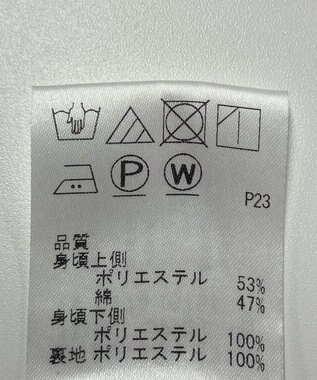 P W
P23
品質
身頃上側
ポリエステル 53%
綿 47%
身頃下側
ポリエステル 100%
裏地 ポリエステル 100%